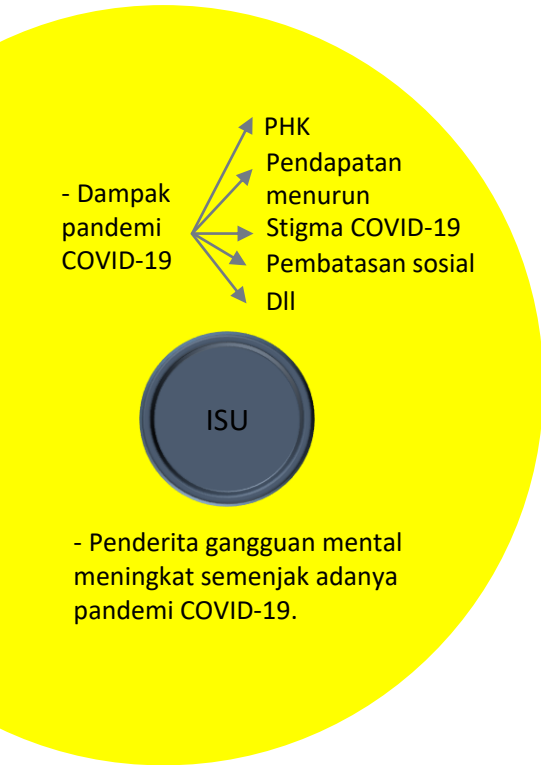 - Dampak
pandemi
COVID-19
PHK
Pendapatan
menurun
Stigma COVID-19
Pembatasan sosial
Dll
ISU
- Penderita gangguan mental
meningkat semenjak adanya
pandemi COVID-19.